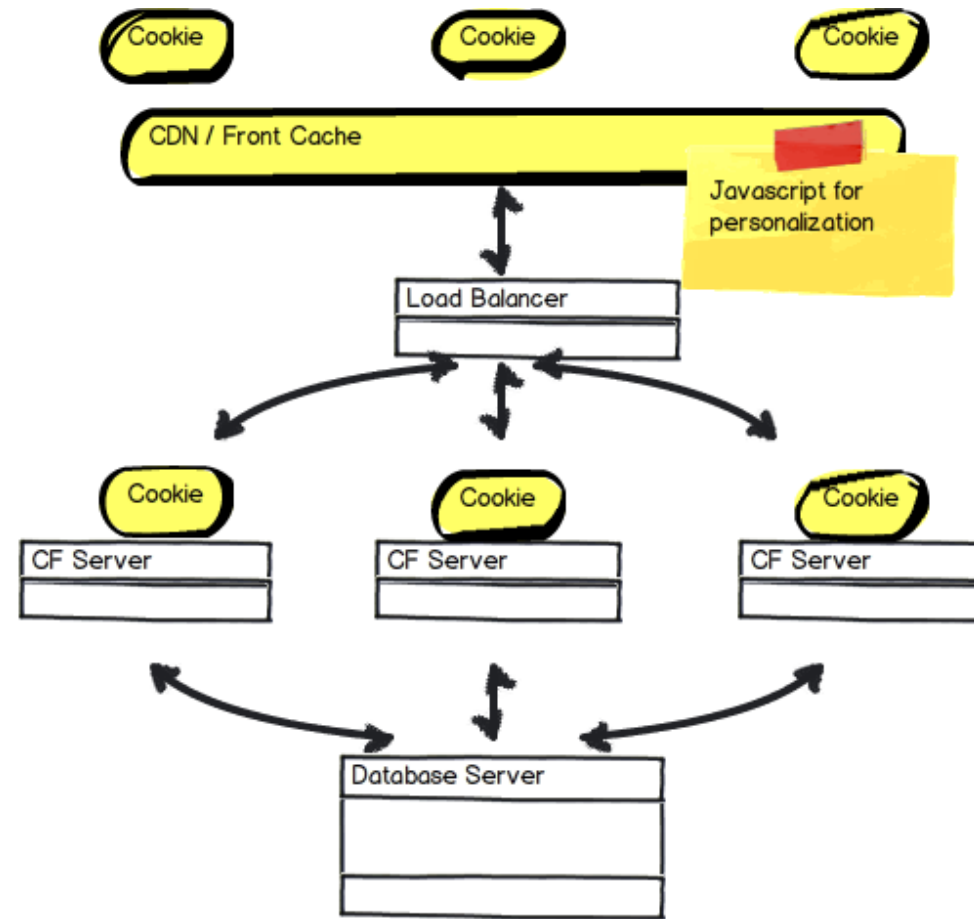 Cookie
Cookie
Cookie
CDN / Front Cache
Javascript for
personalization
Load Balancer
Cookie
Cookie
Cookie
CF Server
CF Server
CF Server
Database Server